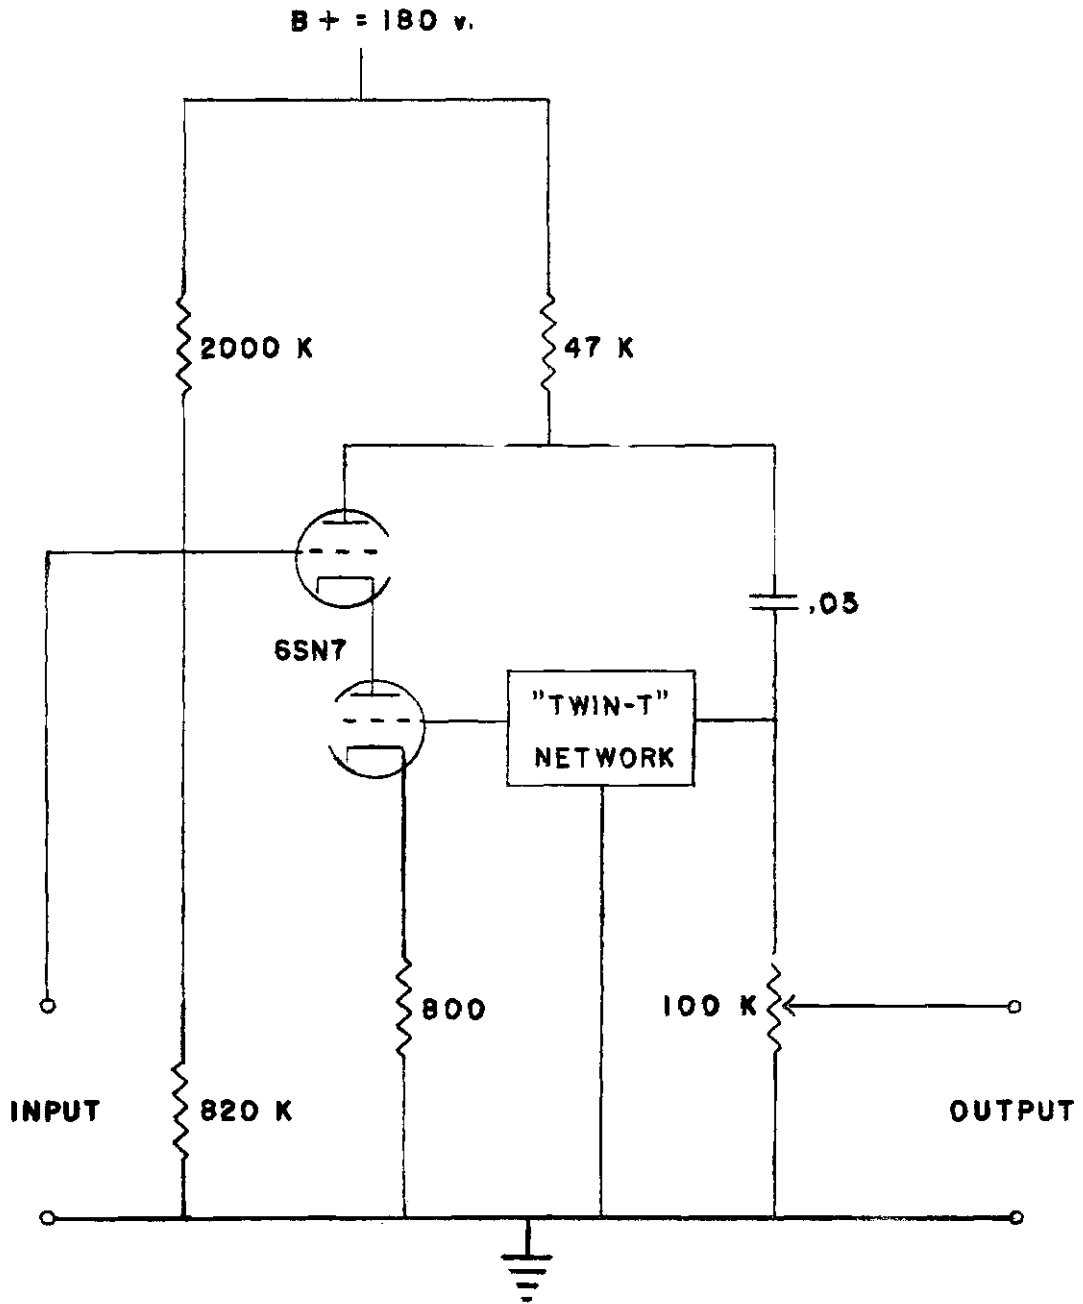 B + = 180 v.
2000 K
47 K
.05
6SN7
"TWIN-T"
NETWORK
800
100 K
INPUT
820 K
OUTPUT